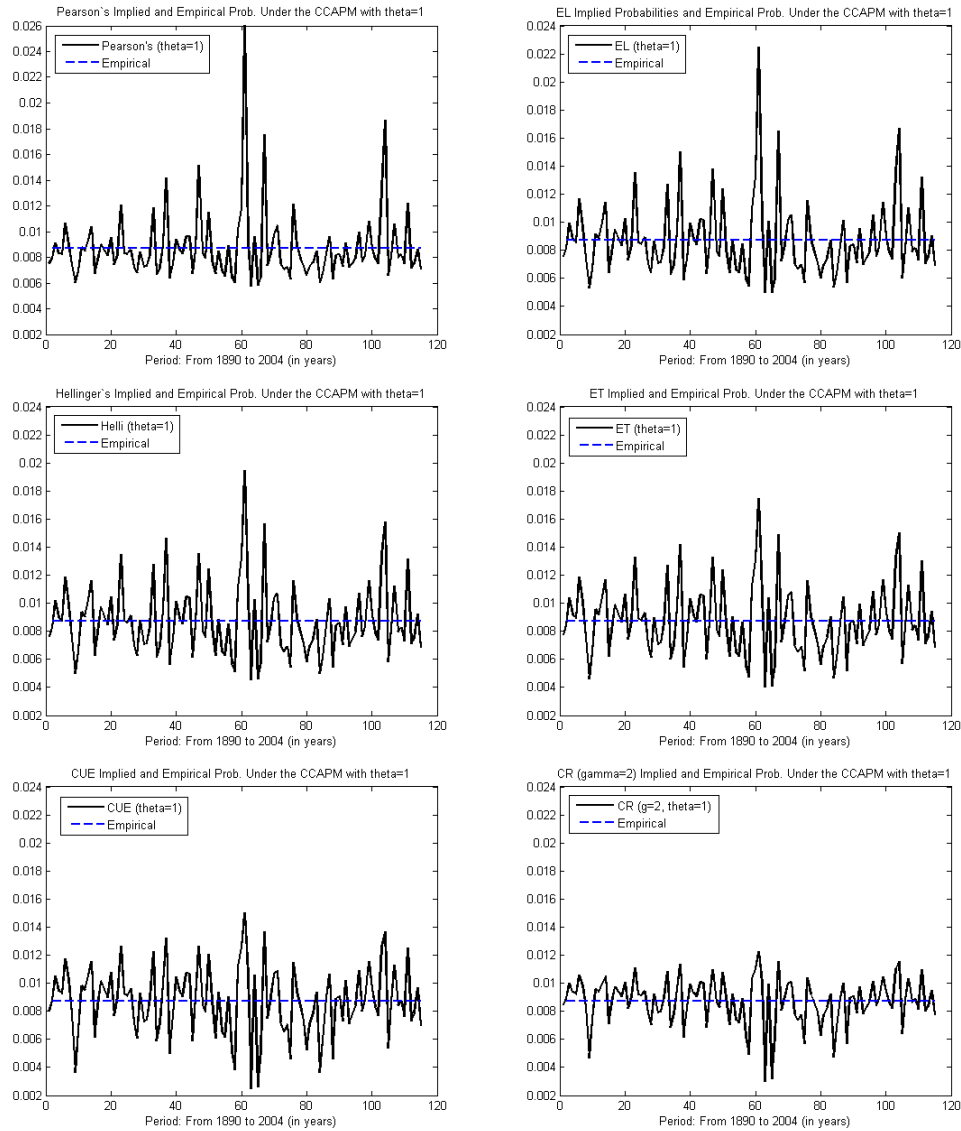 Pearson`s Implied and Empirical Prob. Under the CCAPM with theta=1
0.026
0.024
0.022
0.02
0.018
0.016
0.014
0.012
0.01
0.008
0.006
0.004
0.002
Pearson's (theta=1)
Empirical
0 20 40 60 80 100 120
Period: From 1890 to 2004 (in years)
EL Implied Probabilities and Empirical Prob. Under the CCAPM with theta=1
0.024
0.022
0.02
0.018
0.016
0.014
0.012
0.01
0.008
0.006
0.004
0.002
EL (theta=1)
Empirical
0 20 40 60 80 100 120
Period: From 1890 to 2004 (in years)
Hellinger`s Implied and Empirical Prob. Under the CCAPM with theta=1
0.024
0.022
0.02
0.018
0.016
0.014
0.012
0.01
0.008
0.006
0.004
0.002
Helli (theta=1)
Empirical
0 20 40 60 80 100 120
Period: From 1890 to 2004 (in years)
ET Implied and Empirical Prob. Under the CCAPM with theta=1
0.024
0.022
0.02
0.018
0.016
0.014
0.012
0.01
0.008
0.006
0.004
0.002
ET (theta=1)
Empirical
0 20 40 60 80 100 120
Period: From 1890 to 2004 (in years)
CUE Implied and Empirical Prob. Under the CCAPM with theta=1
0.024
0.022
0.02
0.018
0.016
0.014
0.012
0.01
0.008
0.006
0.004
0.002
CUE (theta=1)
Empirical
0 20 40 60 80 100 120
Period: From 1890 to 2004 (in years)
CR (gamma=2) Implied and Empirical Prob. Under the CCAPM with theta=1
0.024
0.022
0.02
0.018
0.016
0.014
0.012
0.01
0.008
0.006
0.004
0.002
CR (g=2, theta=1)
Empirical
0 20 40 60 80 100 120
Period: From 1890 to 2004 (in years)